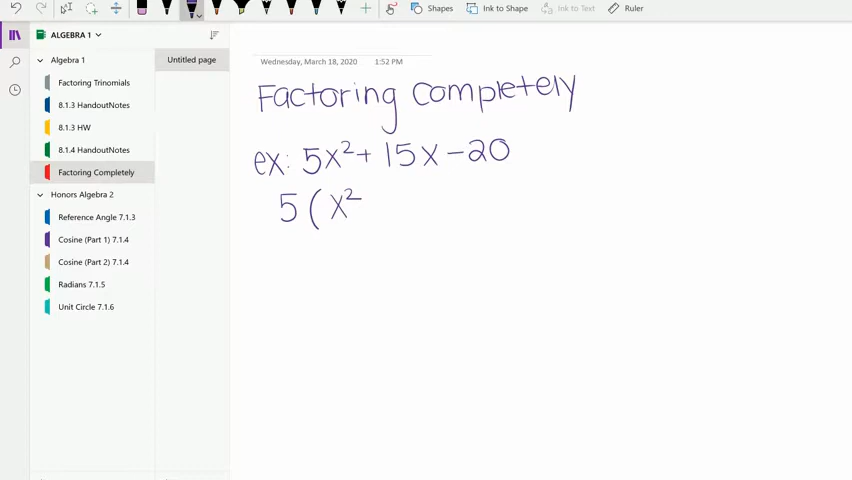 Shapes Ink to Shape Ink to Text Ruler
ALGEBRA 1
Algebra 1
Factoring Trinomials
8.1.3 HandoutNotes
8.1.3 HW
8.1.4 HandoutNotes
Factoring Completely
Honors Algebra 2
Reference Angle 7.1.3
Cosine (Part 1) 7.1.4
Cosine (Part 2) 7.1.4
Radians 7.1.5
Unit Circle 7.1.6
Untitled page
Wednesday, March 18, 2020 1:52 PM
Factoring Completely
ex: 5x² + 15x - 20
5 ( x²